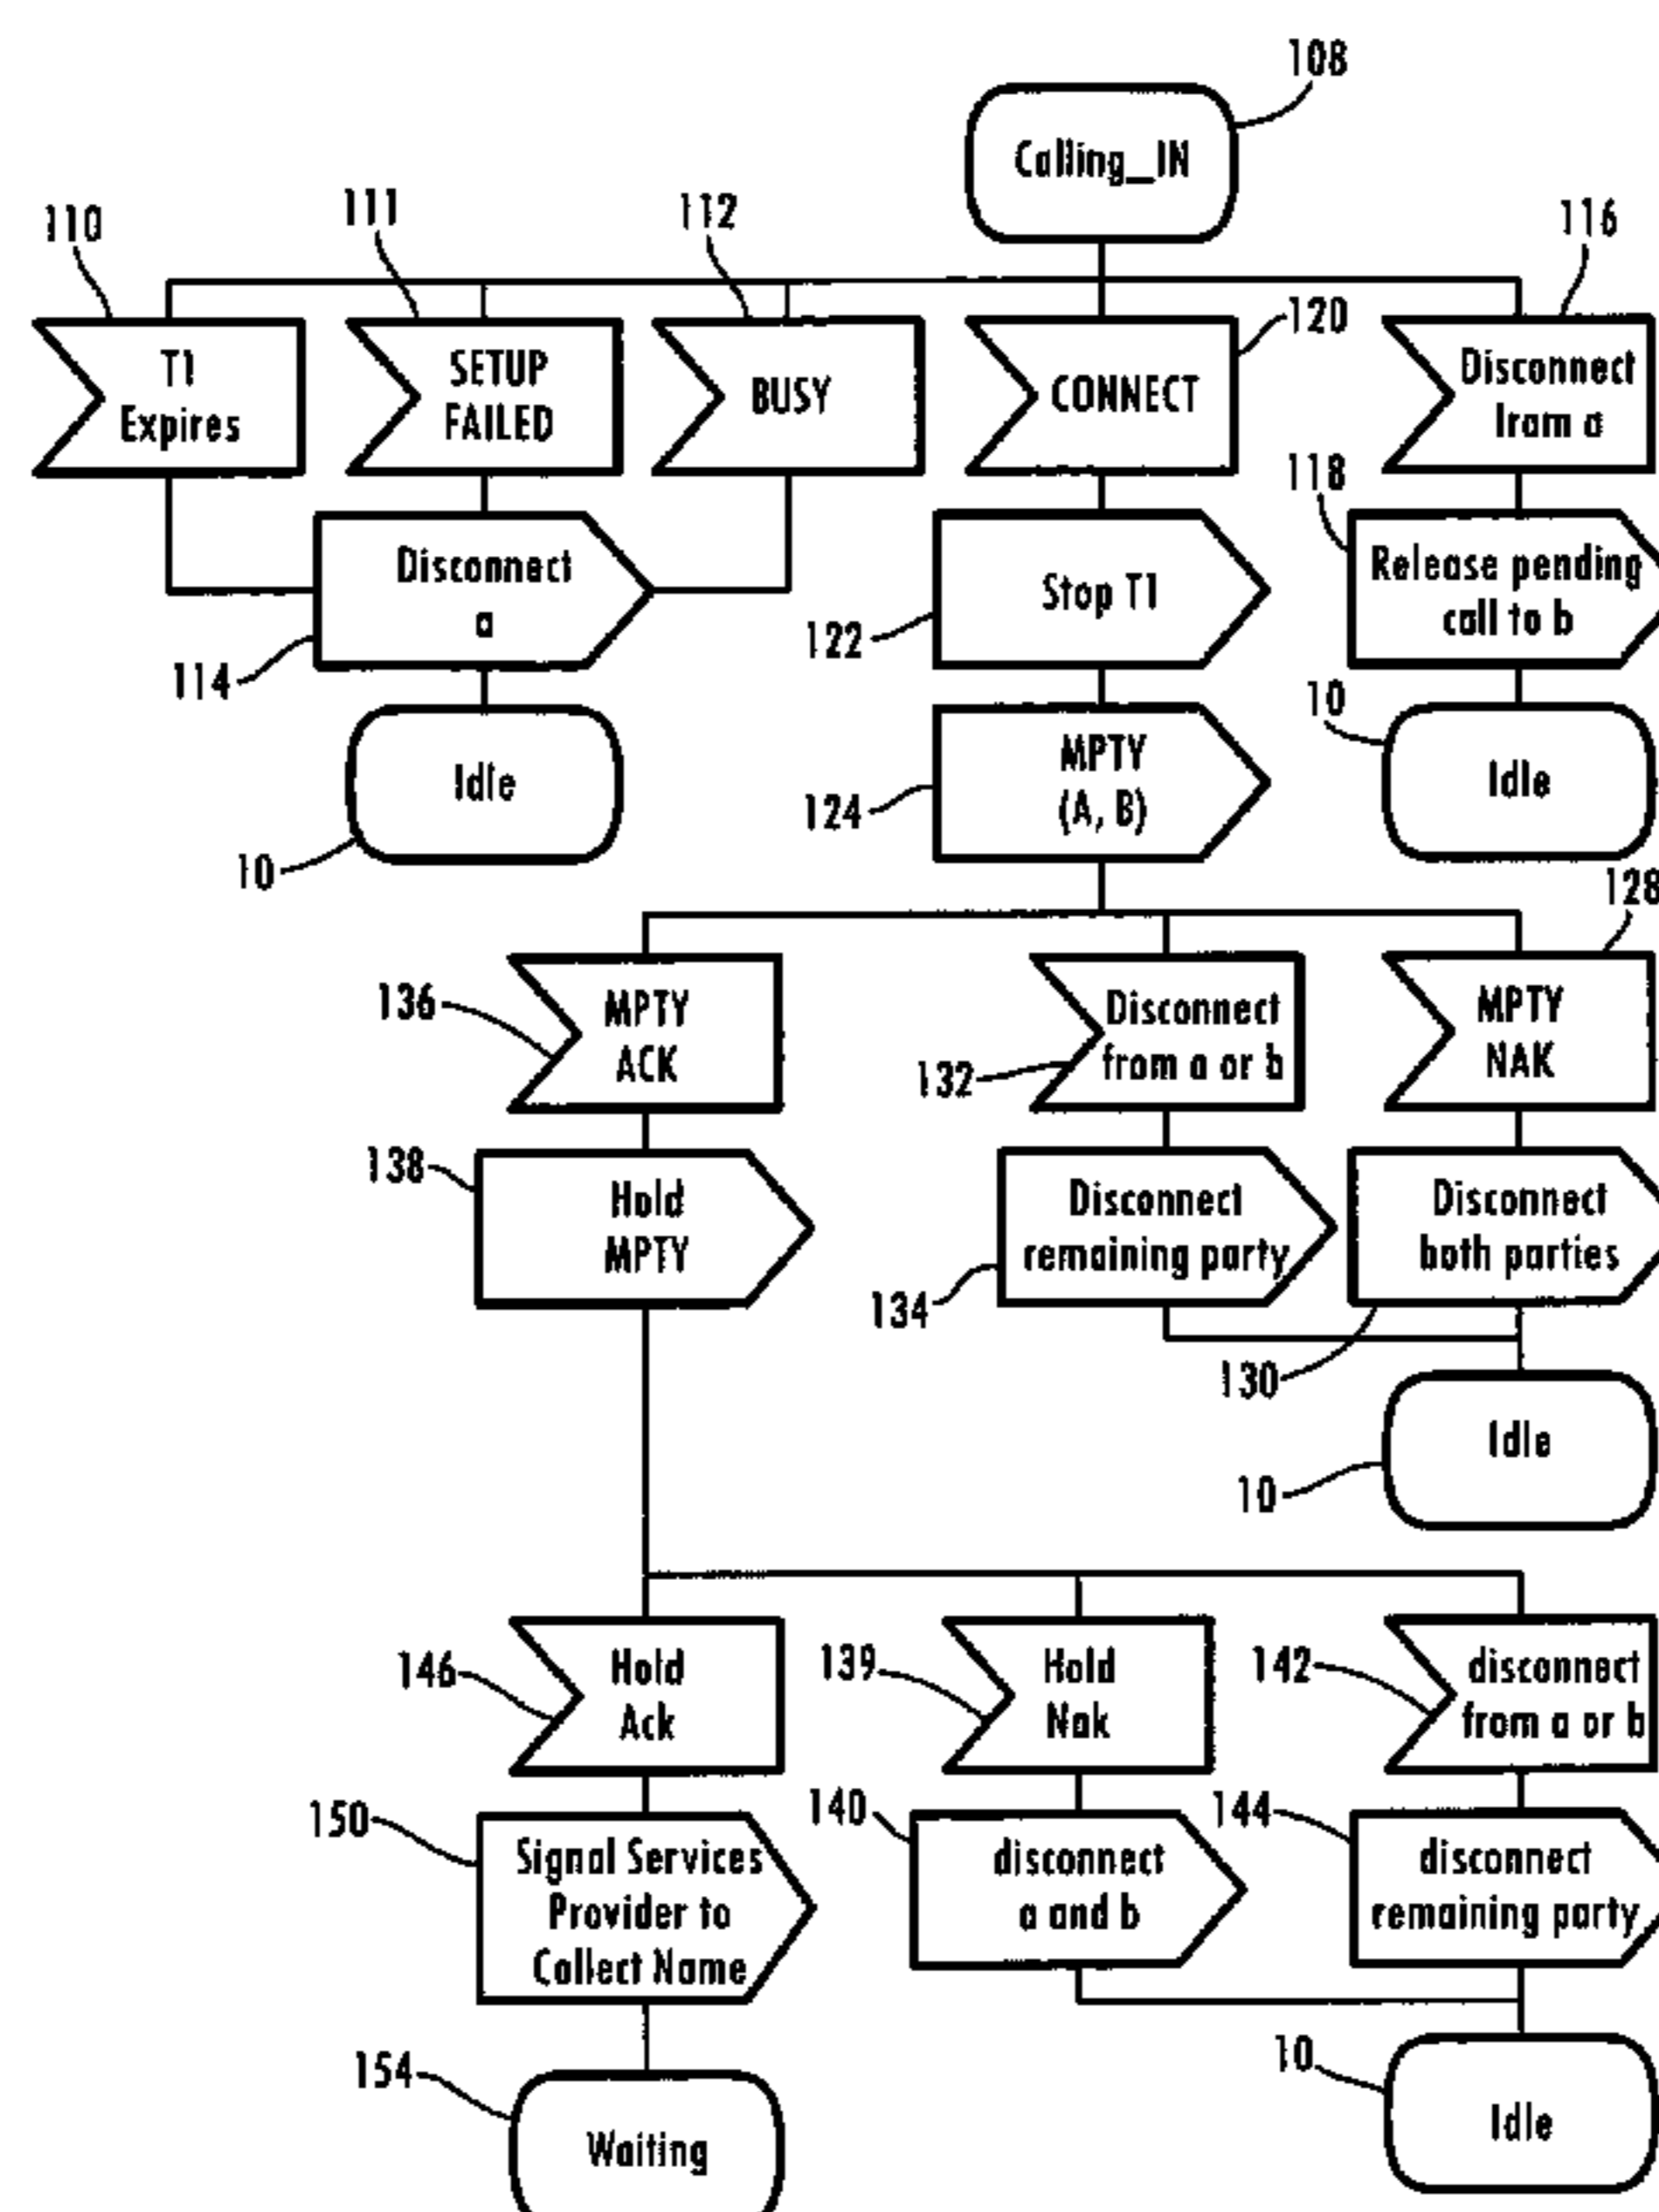 108
Calling_IN
110
111
112
116
T1
Expires
SETUP
FAILED
BUSY
CONNECT
120
Disconnect
Iram a
118
Disconnect
a
114
Stop T1
122
Release pending
call to b
10
Idle
10
MPTY
(A, B)
124
Idle
128
136
MPTY
ACK
132
Disconnect
from a or b
MPTY
NAK
138
Hold
MPTY
Disconnect
remaining party
134
Disconnect
both parties
130
Idle
10
146
Hold
Ack
139
Hold
Nak
142
disconnect
from a or b
150
Signal Services
Provider to
Collect Name
140
disconnect
a and b
144
disconnect
remaining party
154
Waiting
10
Idle